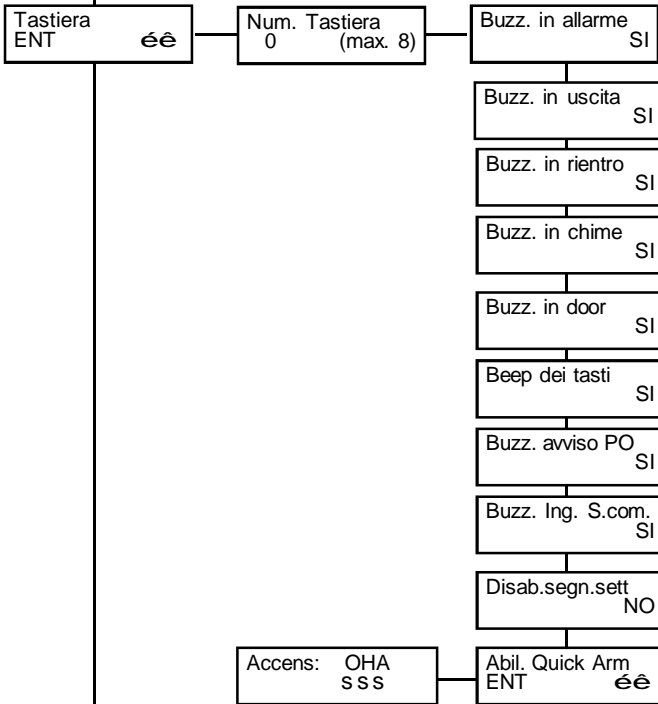 Tastiera
ENT éê
Num. Tastiera
0 (max. 8)
Buzz. in allarme
SI
Buzz. in uscita
SI
Buzz. in rientro
SI
Buzz. in chime
SI
Buzz. in door
SI
Beep dei tasti
SI
Buzz. avviso PO
SI
Buzz. Ing. S.com.
SI
Disab.segn.sett
NO
Accens: OHA
s s s
Abil. Quick Arm
ENT éê